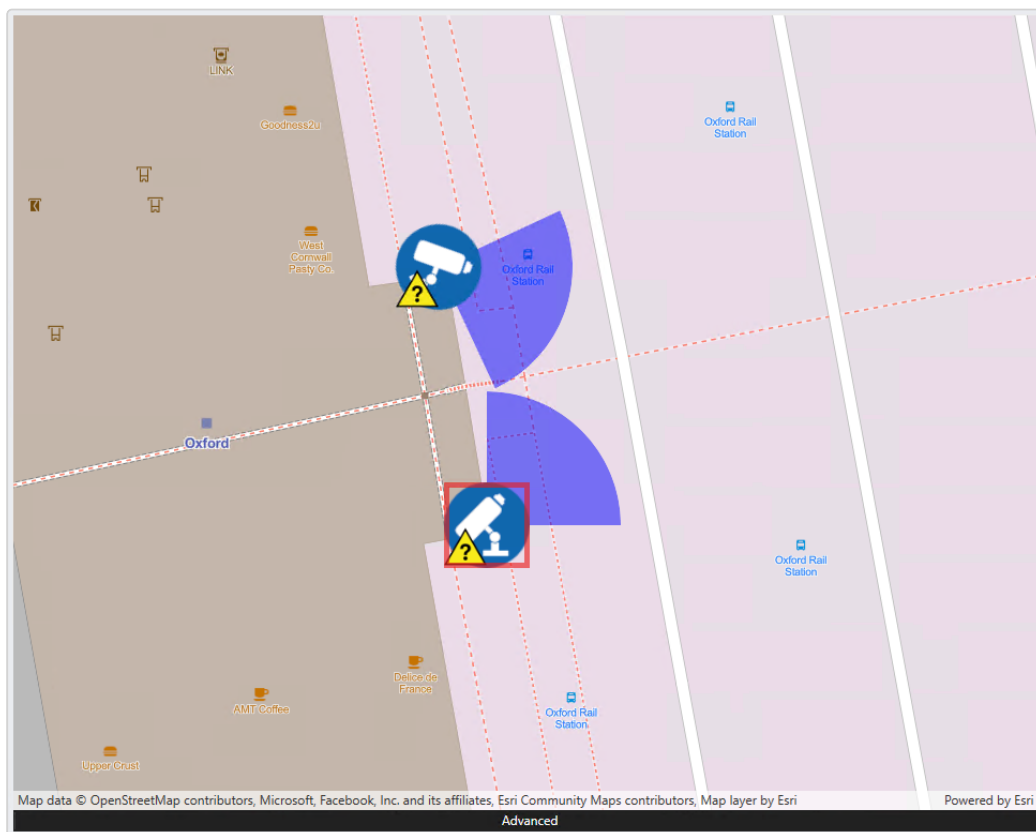 LINK
Goodness2u
Oxford Rail
Station
West
Cornwall
Pasty Co.
Oxford Rail
Station
?
Oxford
?
Oxford Rail
Station
Delice de
France
AMT Coffee
Oxford Rail
Station
Upper Crust
Map data © OpenStreetMap contributors, Microsoft, Facebook, Inc. and its affiliates, Esri Community Maps contributors, Map layer by Esri
Powered by Esri
Advanced